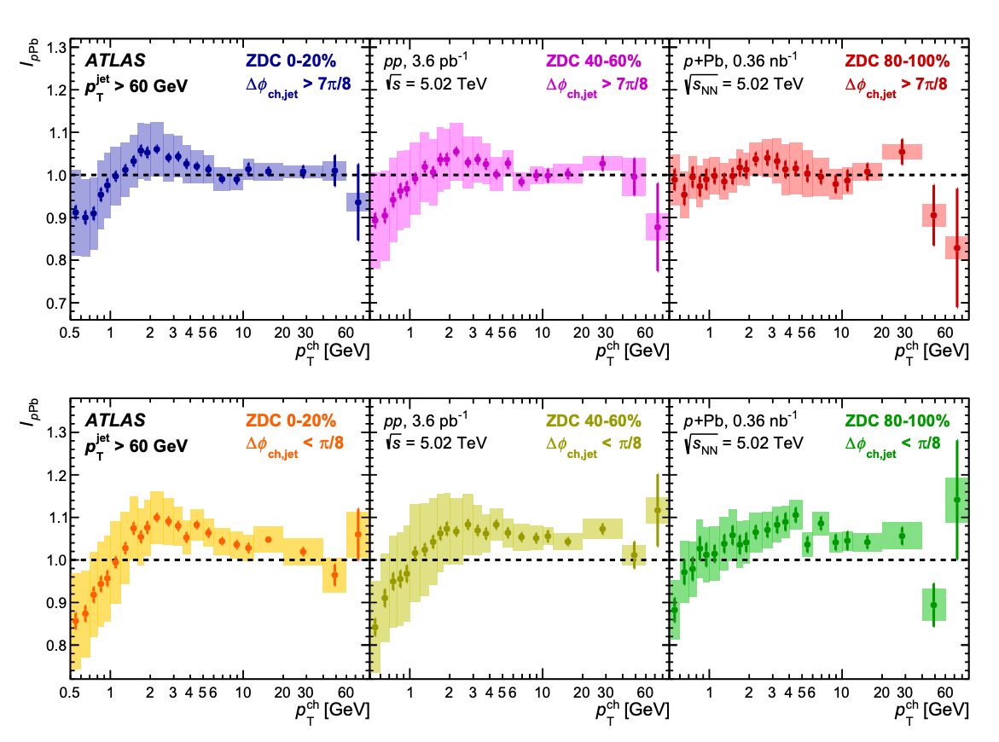 I_pPb
1.3
1.2
1.1
1.0
0.9
0.8
0.7
ATLAS
p_T^jet > 60 GeV
ZDC 0-20%
Δϕ_ch,jet > 7π/8
pp, 3.6 pb⁻¹
√s = 5.02 TeV
ZDC 40-60%
Δϕ_ch,jet > 7π/8
p+Pb, 0.36 nb⁻¹
√s_NN = 5.02 TeV
ZDC 80-100%
Δϕ_ch,jet > 7π/8
0.5 1 2 3 4 5 6 10 20 30 60
1 2 3 4 5 6 10 20 30 60
1 2 3 4 5 6 10 20 30 60
p_T^ch [GeV]
p_T^ch [GeV]
p_T^ch [GeV]
I_pPb
1.3
1.2
1.1
1.0
0.9
0.8
ATLAS
p_T^jet > 60 GeV
ZDC 0-20%
Δϕ_ch,jet < π/8
pp, 3.6 pb⁻¹
√s = 5.02 TeV
ZDC 40-60%
Δϕ_ch,jet < π/8
p+Pb, 0.36 nb⁻¹
√s_NN = 5.02 TeV
ZDC 80-100%
Δϕ_ch,jet < π/8
0.5 1 2 3 4 5 6 10 20 30 60
1 2 3 4 5 6 10 20 30 60
1 2 3 4 5 6 10 20 30 60
p_T^ch [GeV]
p_T^ch [GeV]
p_T^ch [GeV]